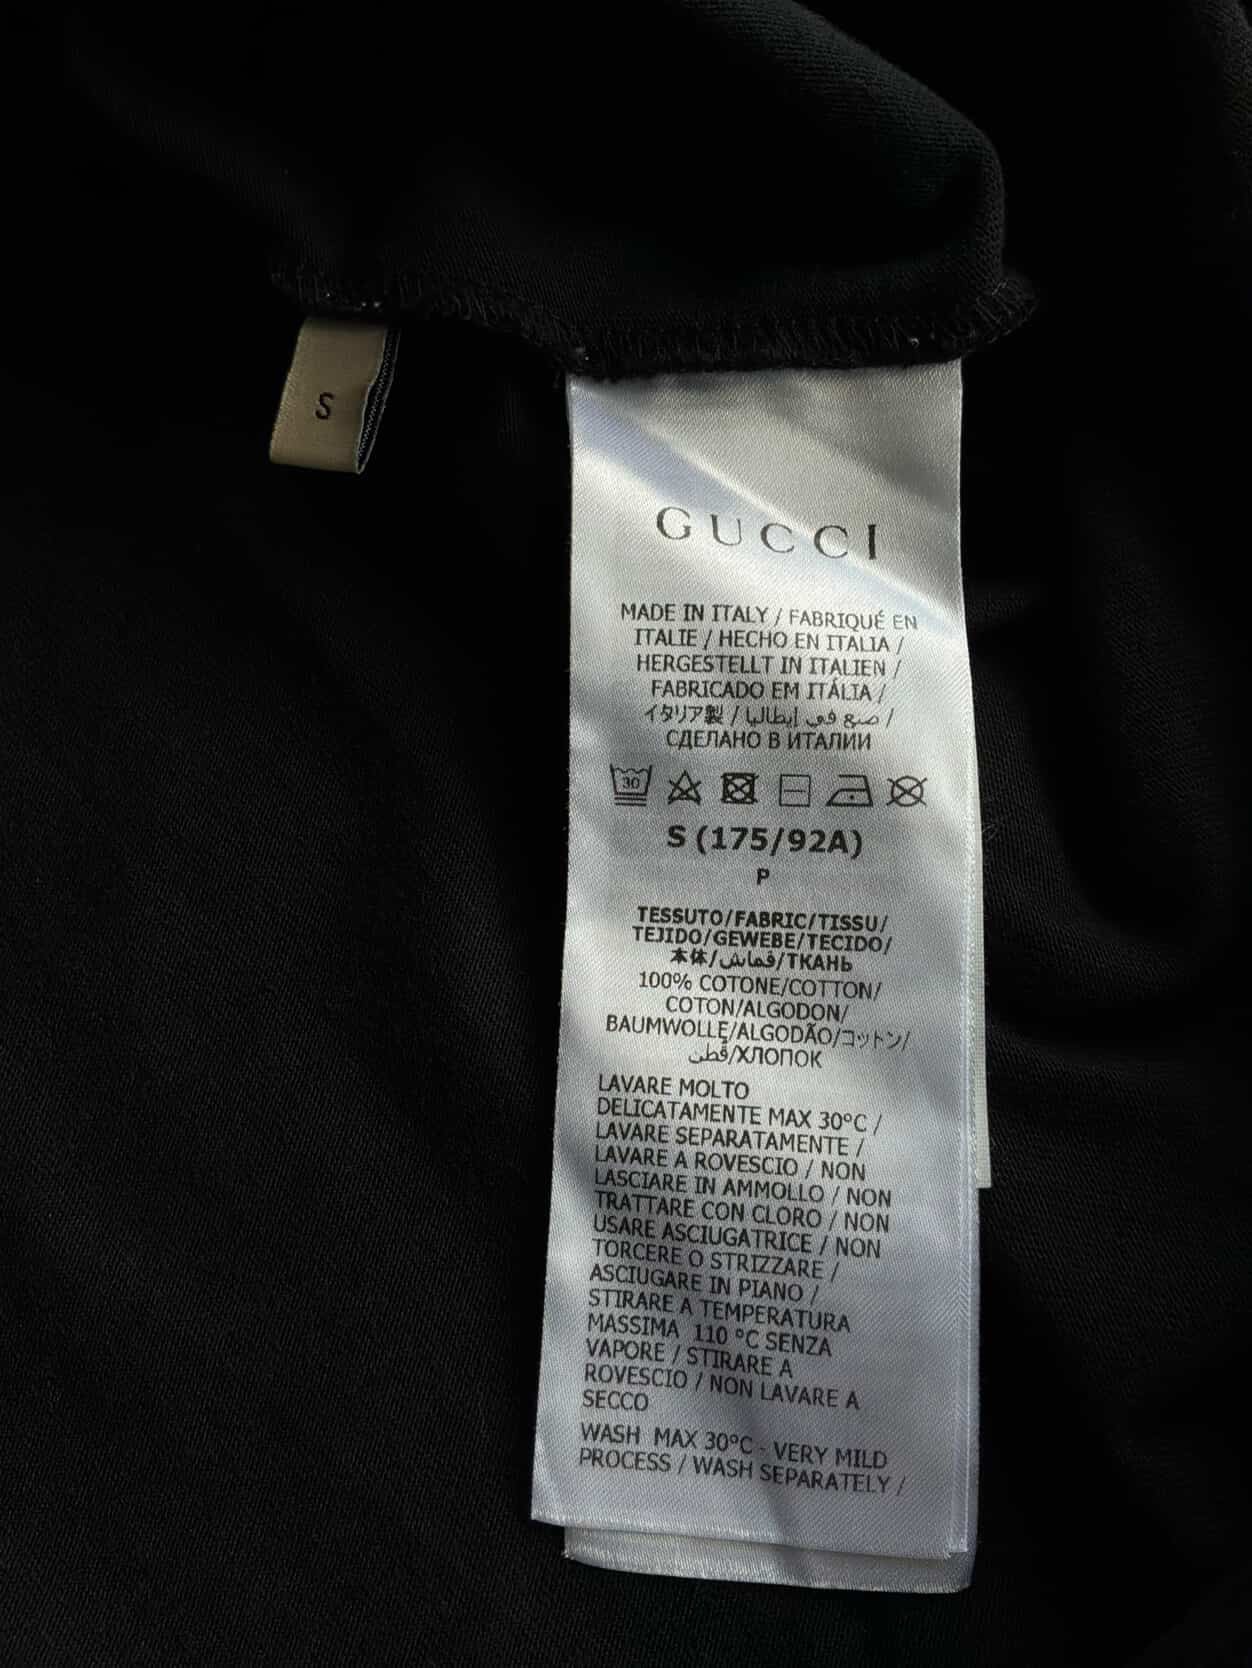 S
GUCCI
MADE IN ITALY / FABRIQUÉ EN
ITALIE / HECHO EN ITALIA /
HERGESTELLT IN ITALIEN /
FABRICADO EM ITÁLIA /
イタリア製 / صنع في إيطاليا /
СДЕЛАНО В ИТАЛИИ
30
S (175/92A)
P
TESSUTO/FABRIC/TISSU/
TEJIDO/GEWEBE/TECIDO/
本体/قماش/ТКАНЬ
100% COTONE/COTTON/
COTON/ALGODON/
BAUMWOLLE/ALGODÃO/コットン/
قطن/ХЛОПОК
LAVARE MOLTO
DELICATAMENTE MAX 30°C /
LAVARE SEPARATAMENTE /
LAVARE A ROVESCIO / NON
LASCIARE IN AMMOLLO / NON
TRATTARE CON CLORO / NON
USARE ASCIUGATRICE / NON
TORCERE O STRIZZARE /
ASCIUGARE IN PIANO /
STIRARE A TEMPERATURA
MASSIMA 110 °C SENZA
VAPORE / STIRARE A
ROVESCIO / NON LAVARE A
SECCO
WASH MAX 30°C - VERY MILD
PROCESS / WASH SEPARATELY /